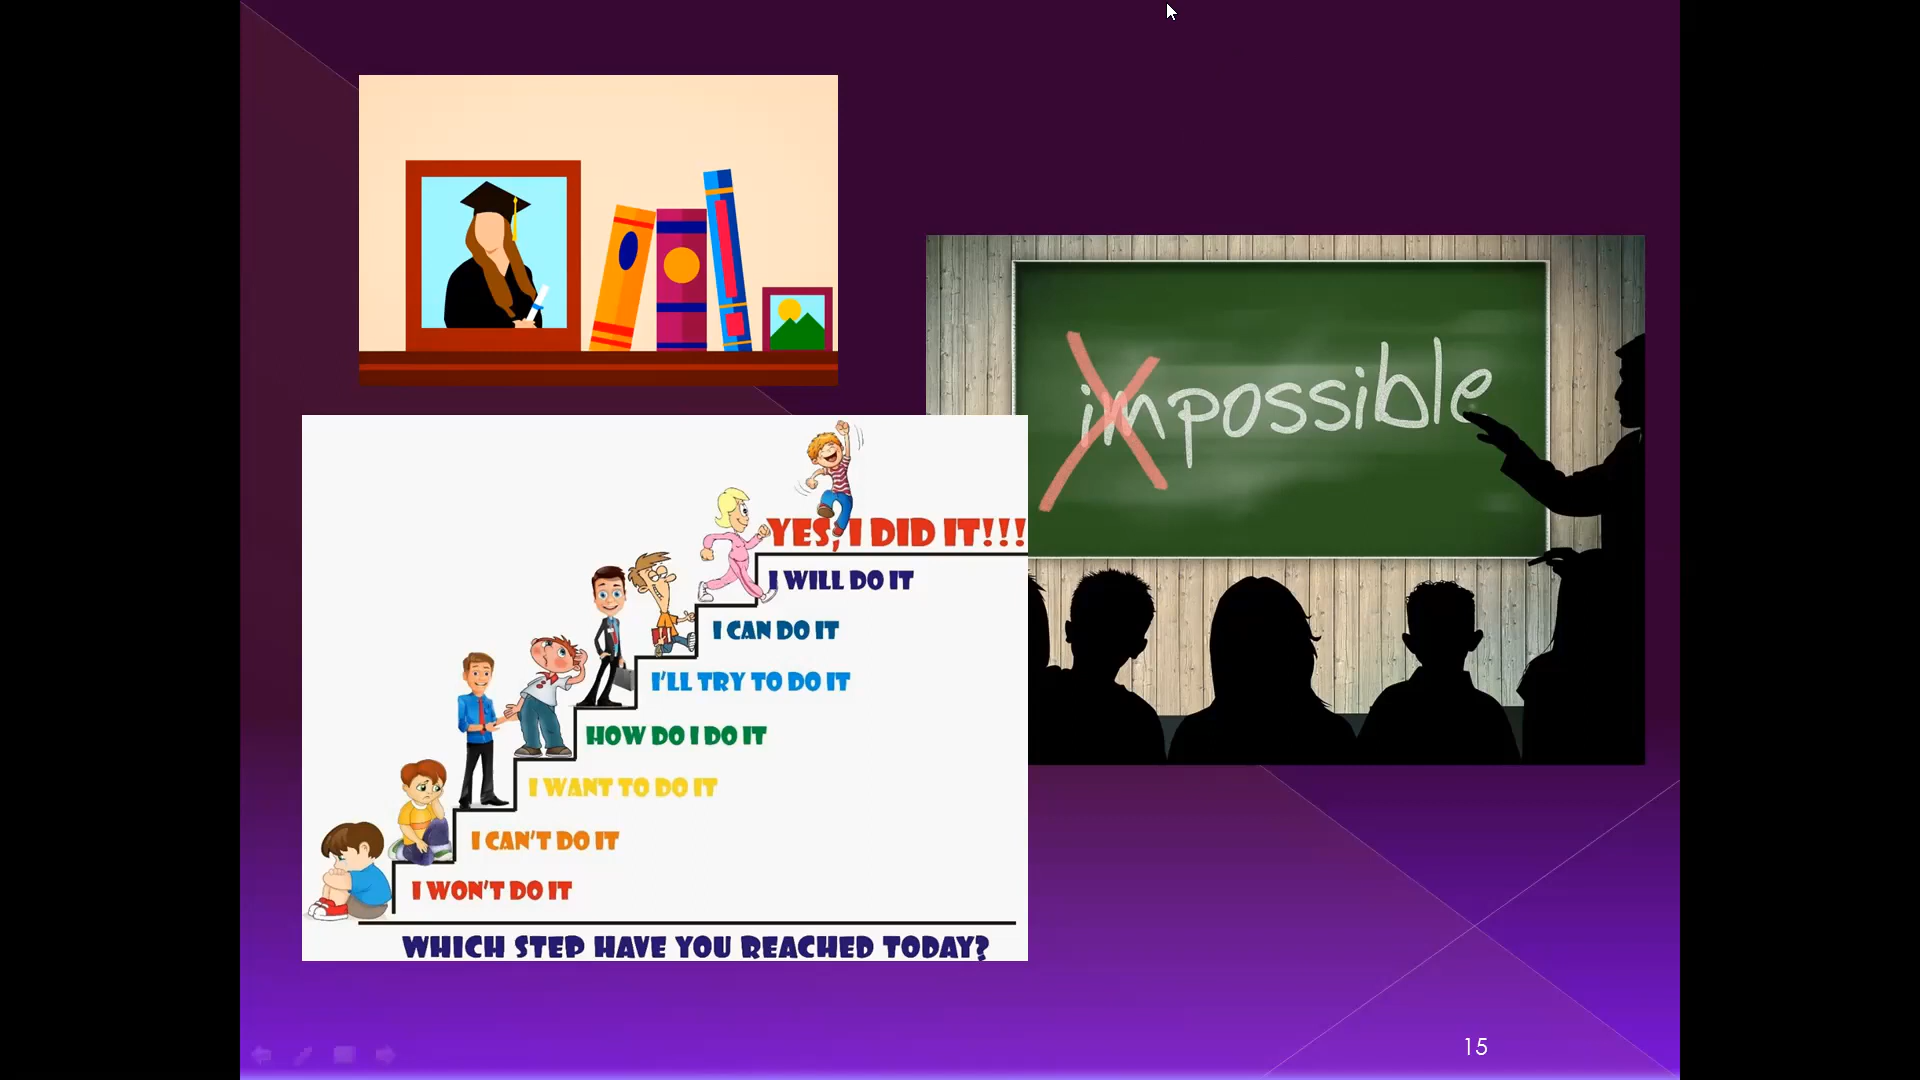 impossible
YES, I DID IT!!!
I WILL DO IT
I CAN DO IT
I'LL TRY TO DO IT
HOW DO I DO IT
I WANT TO DO IT
I CAN'T DO IT
I WON'T DO IT
WHICH STEP HAVE YOU REACHED TODAY?
15